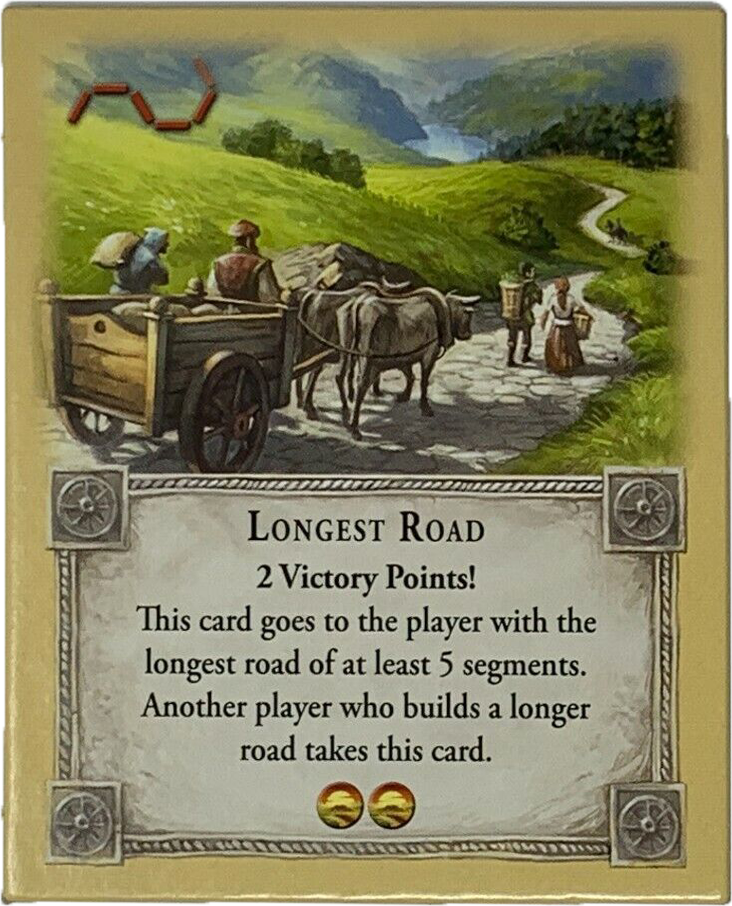 Longest Road
2 Victory Points!
This card goes to the player with the
longest road of at least 5 segments.
Another player who builds a longer
road takes this card.